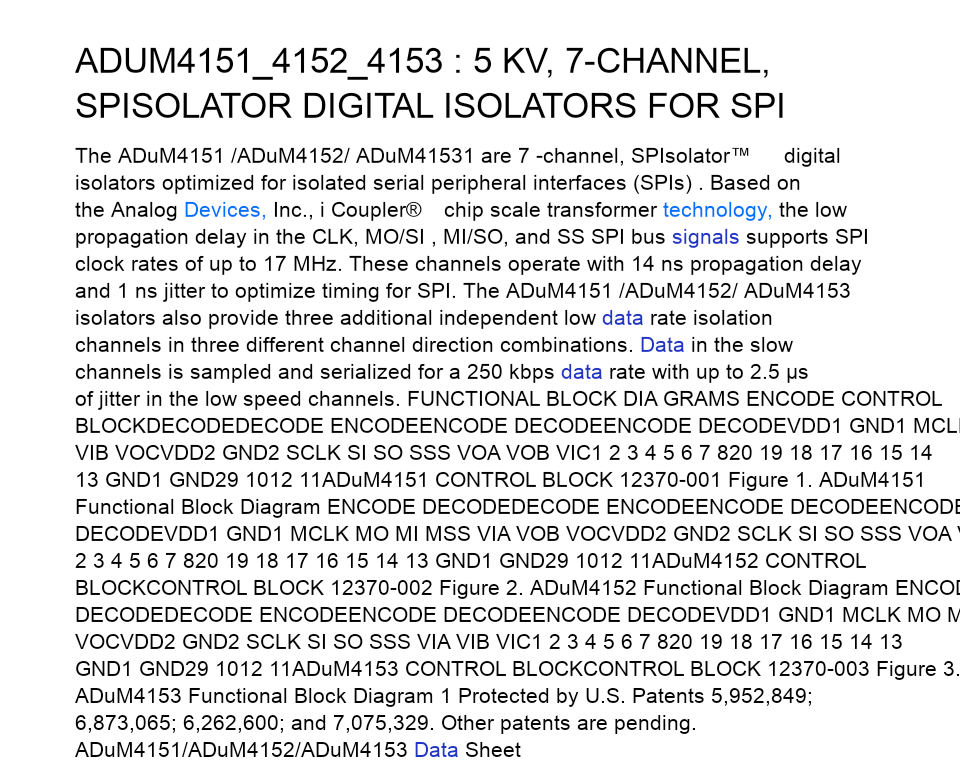 ADUM4151_4152_4153 : 5 KV, 7-CHANNEL,
SPISOLATOR DIGITAL ISOLATORS FOR SPI
The ADuM4151 /ADuM4152/ ADuM41531 are 7 -channel, SPIsolator™ digital
isolators optimized for isolated serial peripheral interfaces (SPIs) . Based on
the Analog Devices, Inc., i Coupler® chip scale transformer technology, the low
propagation delay in the CLK, MO/SI , MI/SO, and SS SPI bus signals supports SPI
clock rates of up to 17 MHz. These channels operate with 14 ns propagation delay
and 1 ns jitter to optimize timing for SPI. The ADuM4151 /ADuM4152/ ADuM4153
isolators also provide three additional independent low data rate isolation
channels in three different channel direction combinations. Data in the slow
channels is sampled and serialized for a 250 kbps data rate with up to 2.5 μs
of jitter in the low speed channels. FUNCTIONAL BLOCK DIA GRAMS ENCODE CONTROL
BLOCKDECODEDECODE ENCODEENCODE DECODEENCODE DECODEVDD1 GND1
VIB VOCVDD2 GND2 SCLK SI SO SSS VOA VOB VIC1 2 3 4 5 6 7 820 19 18 17 16 15 14
13 GND1 GND29 1012 11ADuM4151 CONTROL BLOCK 12370-001 Figure 1. ADuM4151
Functional Block Diagram ENCODE DECODEDECODE ENCODEENCODE DECODEENCODE
DECODEVDD1 GND1 MCLK MO MI MSS VIA VOB VOCVDD2 GND2 SCLK SI SO SSS VOA
2 3 4 5 6 7 820 19 18 17 16 15 14 13 GND1 GND29 1012 11ADuM4152 CONTROL
BLOCKCONTROL BLOCK 12370-002 Figure 2. ADuM4152 Functional Block Diagram
DECODEDECODE ENCODEENCODE DECODEENCODE DECODEVDD1 GND1 MCLK MO
VOCVDD2 GND2 SCLK SI SO SSS VIA VIB VIC1 2 3 4 5 6 7 820 19 18 17 16 15 14 13
GND1 GND29 1012 11ADuM4153 CONTROL BLOCKCONTROL BLOCK 12370-003 Figure 3.
ADuM4153 Functional Block Diagram 1 Protected by U.S. Patents 5,952,849;
6,873,065; 6,262,600; and 7,075,329. Other patents are pending.
ADuM4151/ADuM4152/ADuM4153 Data Sheet